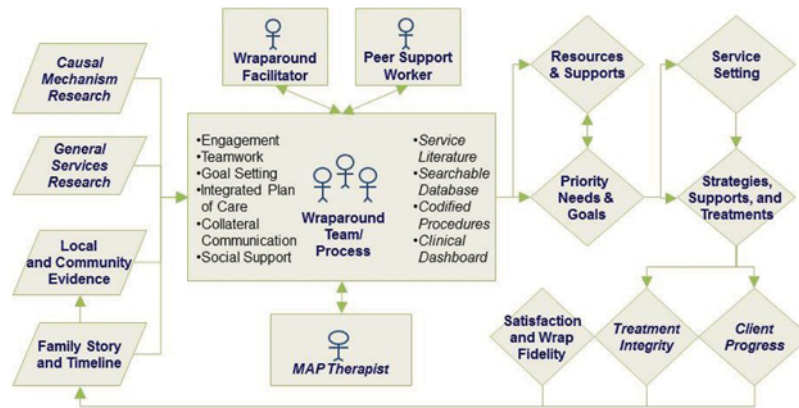 Causal
Mechanism
Research
General
Services
Research
Local
and Community
Evidence
Family Story
and Timeline
Wraparound
Facilitator
Peer Support
Worker
•Engagement
•Teamwork
•Goal Setting
•Integrated Plan
of Care
•Collateral
Communication
•Social Support
Wraparound
Team/
Process
•Service
Literature
•Searchable
Database
•Codified
Procedures
•Clinical
Dashboard
MAP Therapist
Resources
& Supports
Service
Setting
Priority
Needs &
Goals
Strategies,
Supports, and
Treatments
Satisfaction
and Wrap
Fidelity
Treatment
Integrity
Client
Progress